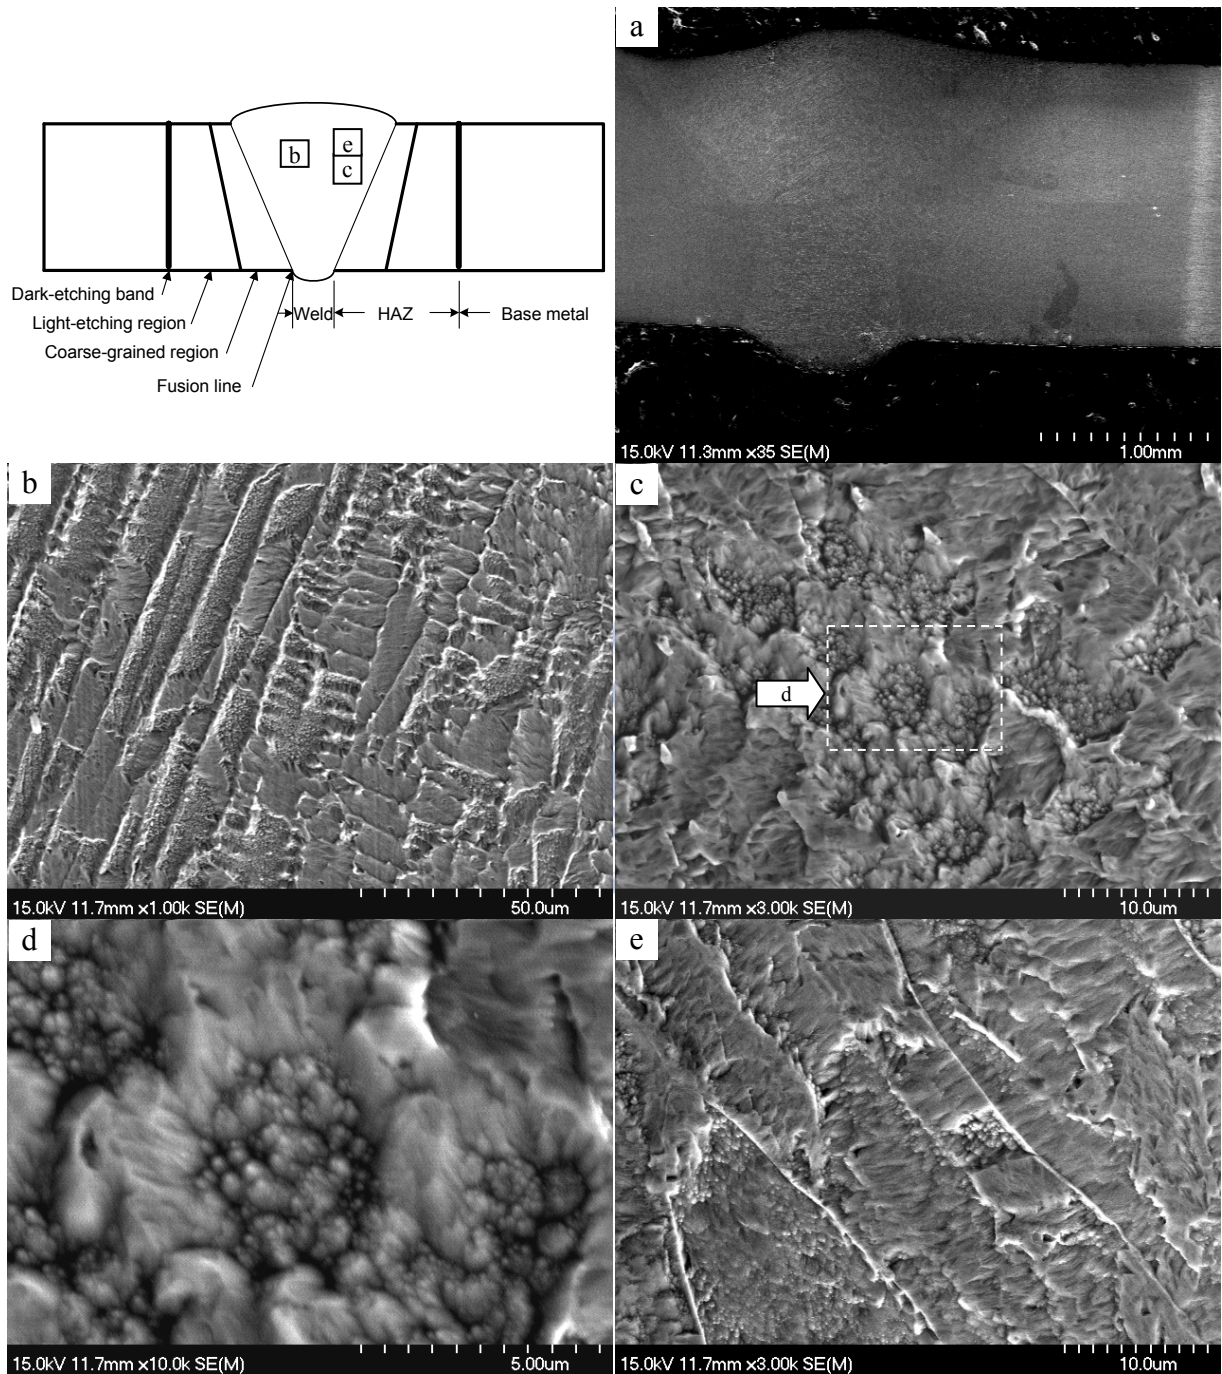 a
b
e
c
Dark-etching band
Light-etching region
Coarse-grained region
Fusion line
Weld
HAZ
Base metal
15.0kV 11.3mm x35 SE(M)
1.00mm
b
c
d
15.0kV 11.7mm x1.00k SE(M)
50.0um
15.0kV 11.7mm x3.00k SE(M)
10.0um
d
e
15.0kV 11.7mm x10.0k SE(M)
5.00um
15.0kV 11.7mm x3.00k SE(M)
10.0um